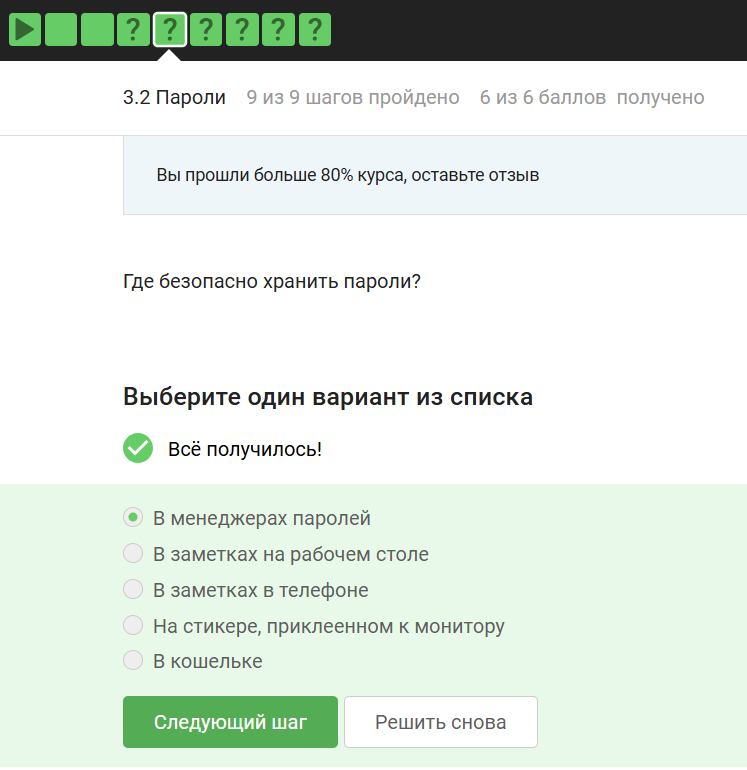 ? ? ? ? ? ?
3.2 Пароли 9 из 9 шагов пройдено 6 из 6 баллов получено
Вы прошли больше 80% курса, оставьте отзыв
Где безопасно хранить пароли?
Выберите один вариант из списка
Всё получилось!
В менеджерах паролей
В заметках на рабочем столе
В заметках в телефоне
На стикере, приклеенном к монитору
В кошельке
Следующий шаг Решить снова